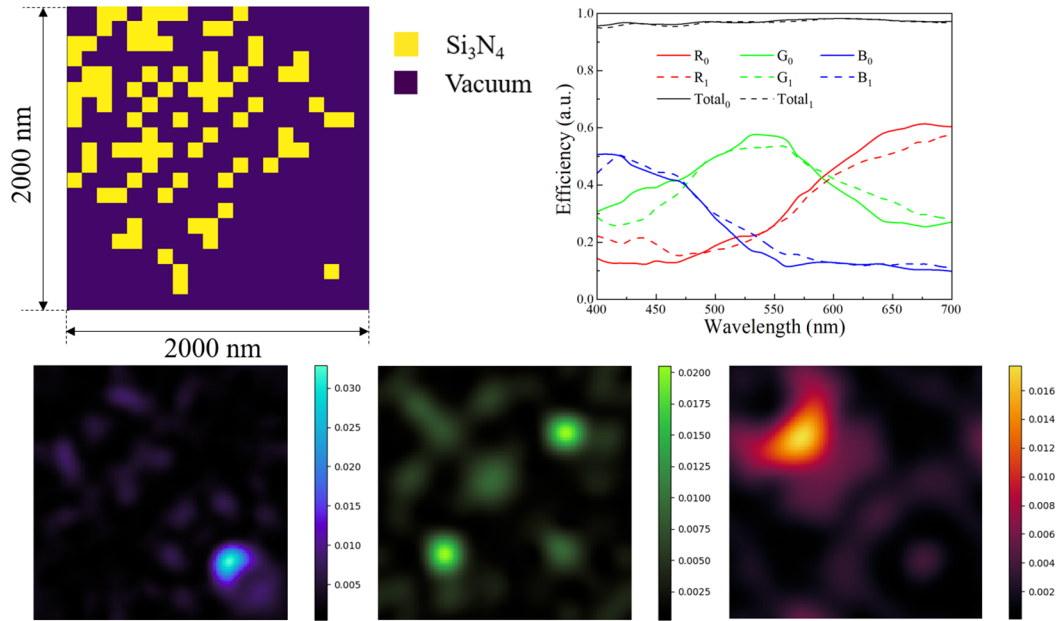 2000 nm
2000 nm
Si₃N₄
Vacuum
Efficiency (a.u.)
1.0
0.8
0.6
0.4
0.2
0.0
R₀ G₀ B₀
R₁ G₁ B₁
Total₀ Total₁
400 450 500 550 600 650 700
Wavelength (nm)
0.030
0.025
0.020
0.015
0.010
0.005
0.0200
0.0175
0.0150
0.0125
0.0100
0.0075
0.0050
0.0025
0.016
0.014
0.012
0.010
0.008
0.006
0.004
0.002